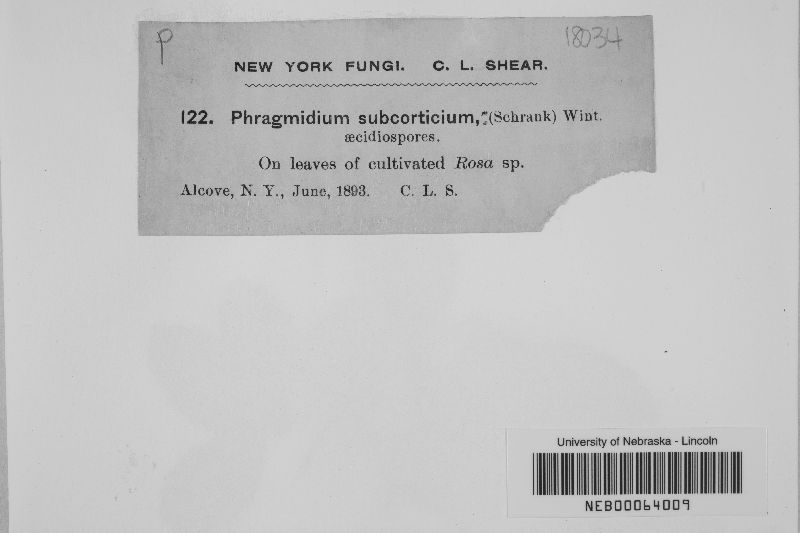 p
18034
NEW YORK FUNGI. C. L. SHEAR.
122. Phragmidium subcorticium, (Schrank) Wint.
æcidiospores.
On leaves of cultivated Rosa sp.
Alcove, N. Y., June, 1893. C. L. S.
University of Nebraska - Lincoln
NEB00064009